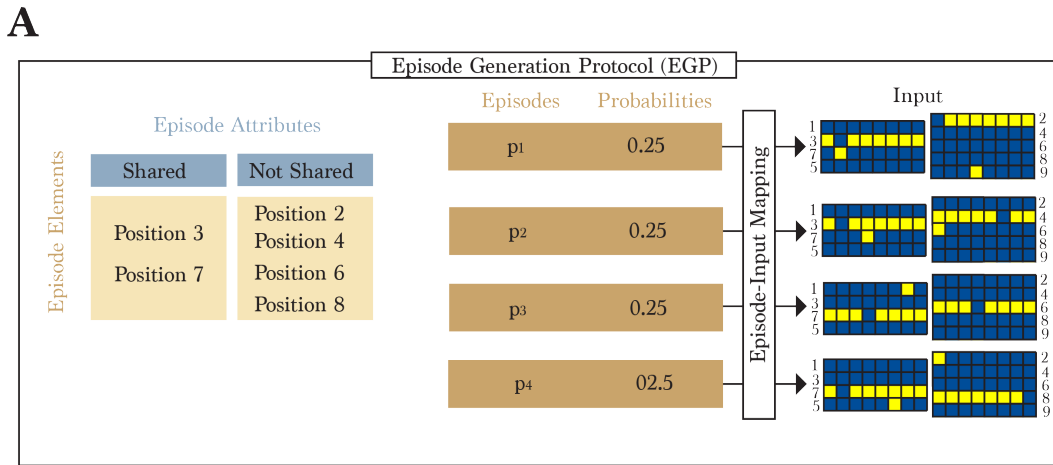 A
Episode Generation Protocol (EGP)
Episode Attributes
Episode Elements
Shared
Not Shared
Position 3
Position 7
Position 2
Position 4
Position 6
Position 8
Episodes
Probabilities
p1
0.25
p2
0.25
p3
0.25
p4
02.5
Episode-Input Mapping
Input
1
3
7
5
2
4
6
8
9
1
3
7
5
2
4
6
8
9
1
3
7
5
2
4
6
8
9
1
3
7
5
2
4
6
8
9